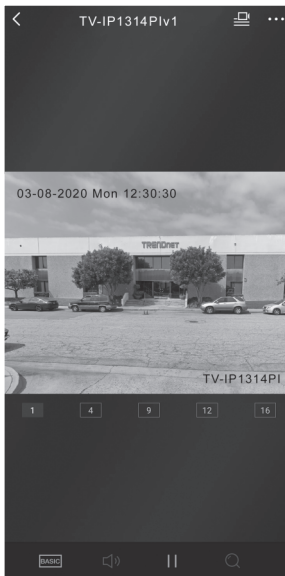 TV-IP1314PIv1
03-08-2020 Mon 12:30:30
TRENDNET
TV-IP1314PI
1 4 9 12 16
BASIC